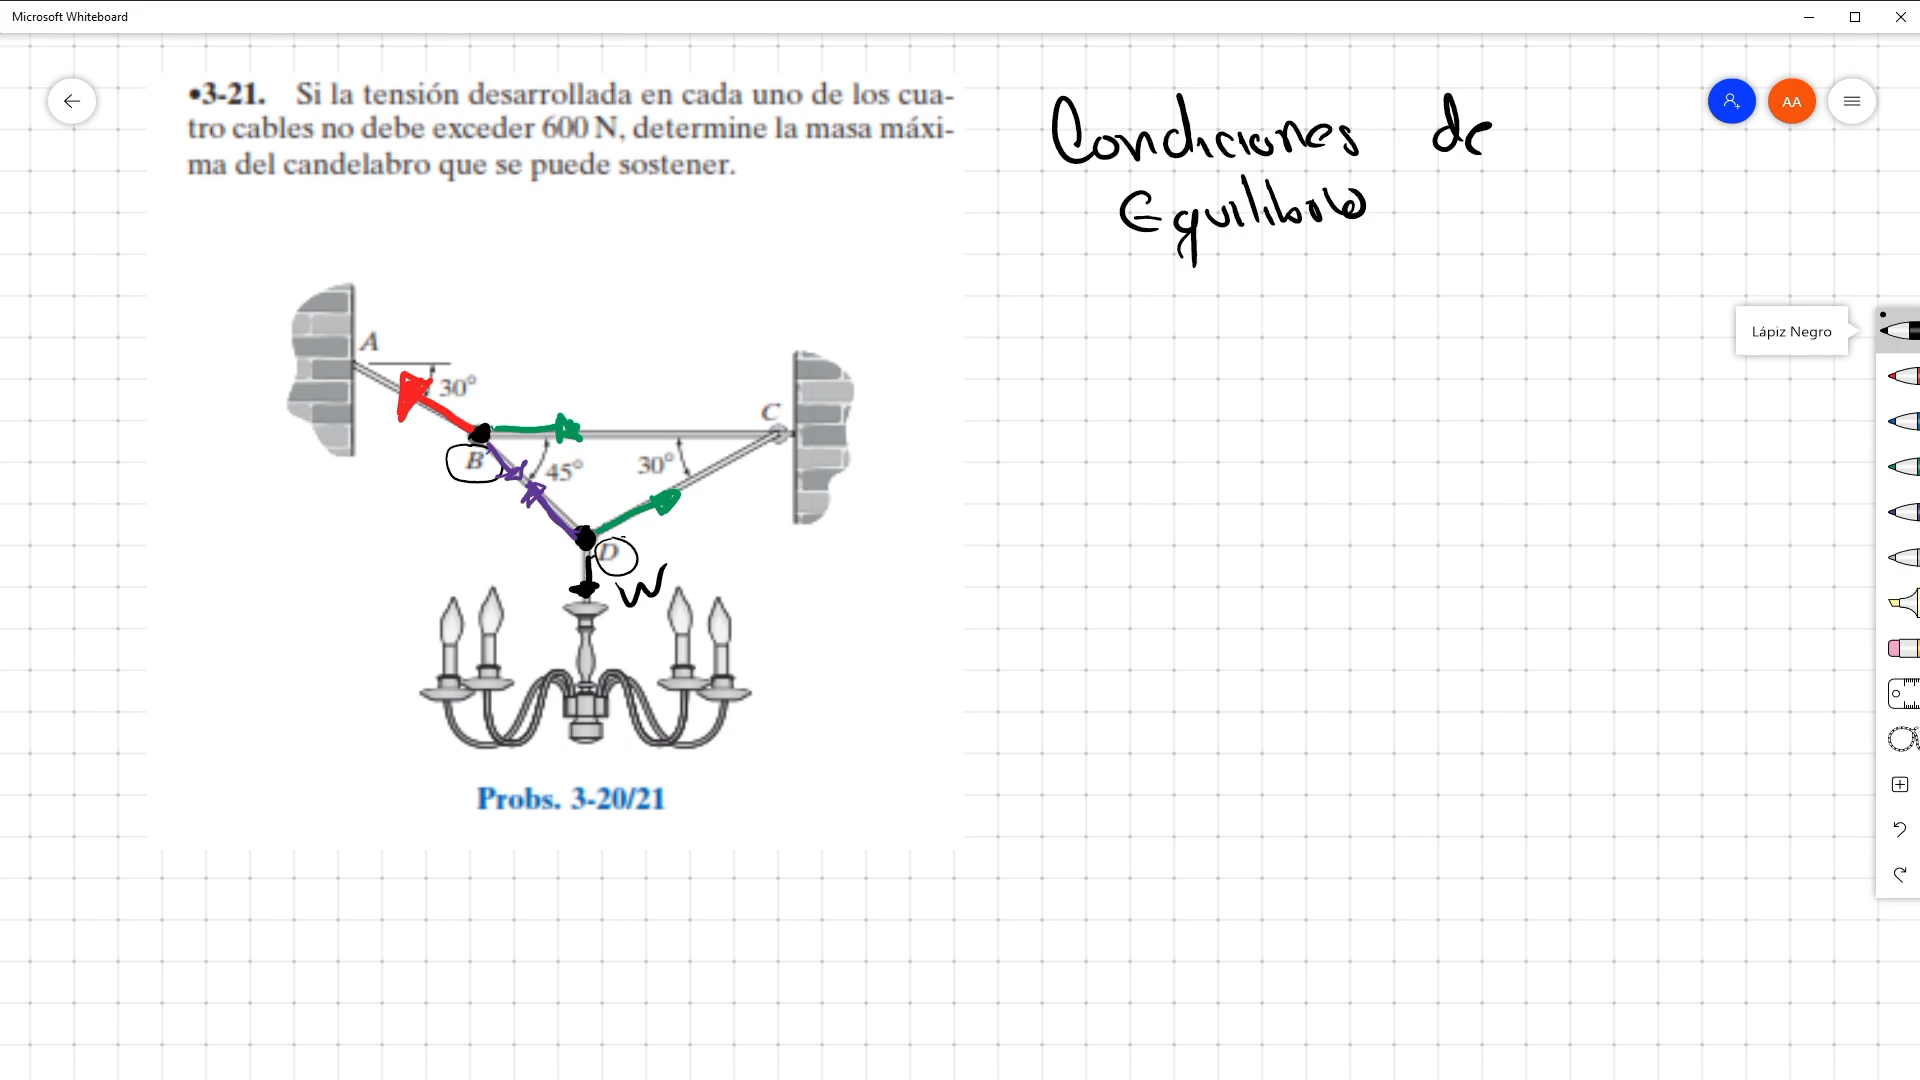 Microsoft Whiteboard
•3-21. Si la tensión desarrollada en cada uno de los cua-
tro cables no debe exceder 600 N, determine la masa máxi-
ma del candelabro que se puede sostener.
Condiciones de
Equilibrio
AA
Lápiz Negro
A
30°
C
B
45°
30°
D
W
Probs. 3-20/21